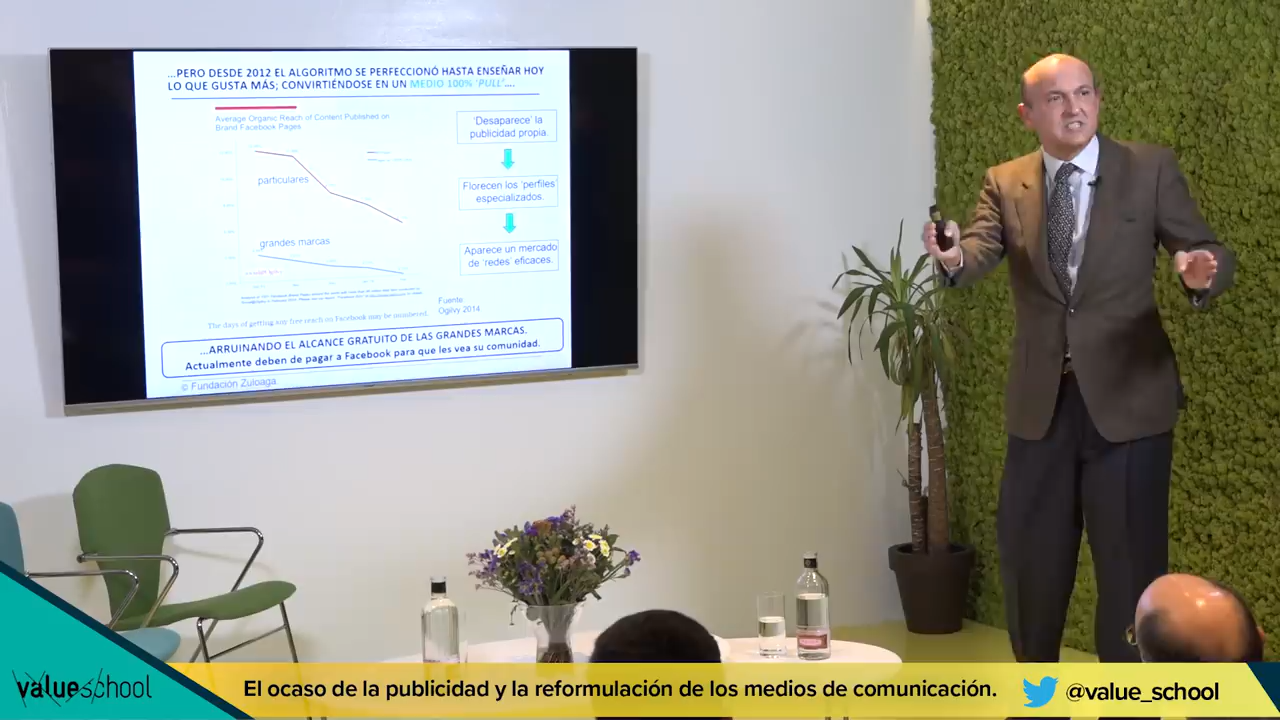 ...PERO DESDE 2012 EL ALGORITMO SE PERFECCIONÓ HASTA ENSEÑAR HOY
LO QUE GUSTA MÁS; CONVIRTIÉNDOSE EN UN MEDIO 100% 'PULL'....
Average Organic Reach of Content Published on
Brand Facebook Pages
particulares
grandes marcas
'Desaparece' la
publicidad propia.
Florecen los 'perfiles
especializados.
Aparece un mercado
de 'redes' eficaces.
Fuente
Ogilvy 2014
The days of getting any free reach on Facebook may be numbered.
...ARRUINANDO EL ALCANCE GRATUITO DE LAS GRANDES MARCAS.
Actualmente deben de pagar a Facebook para que les vea su comunidad.
© Fundación Zuloaga
valueschool
El ocaso de la publicidad y la reformulación de los medios de comunicación.
@value_school